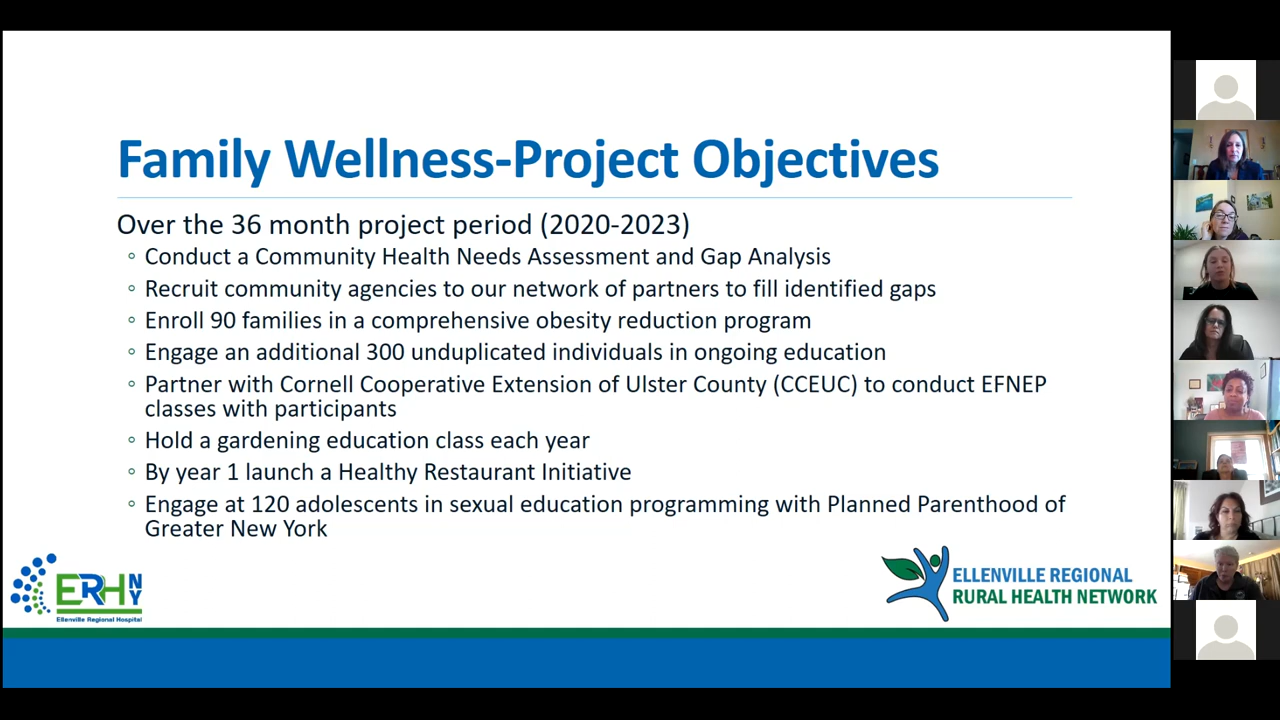 Family Wellness-Project Objectives
Over the 36 month project period (2020-2023)
◦ Conduct a Community Health Needs Assessment and Gap Analysis
◦ Recruit community agencies to our network of partners to fill identified gaps
◦ Enroll 90 families in a comprehensive obesity reduction program
◦ Engage an additional 300 unduplicated individuals in ongoing education
◦ Partner with Cornell Cooperative Extension of Ulster County (CCEUC) to conduct EFNEP
classes with participants
◦ Hold a gardening education class each year
◦ By year 1 launch a Healthy Restaurant Initiative
◦ Engage at 120 adolescents in sexual education programming with Planned Parenthood of
Greater New York
ERHNY
Ellenville Regional Hospital
ELLENVILLE REGIONAL
RURAL HEALTH NETWORK